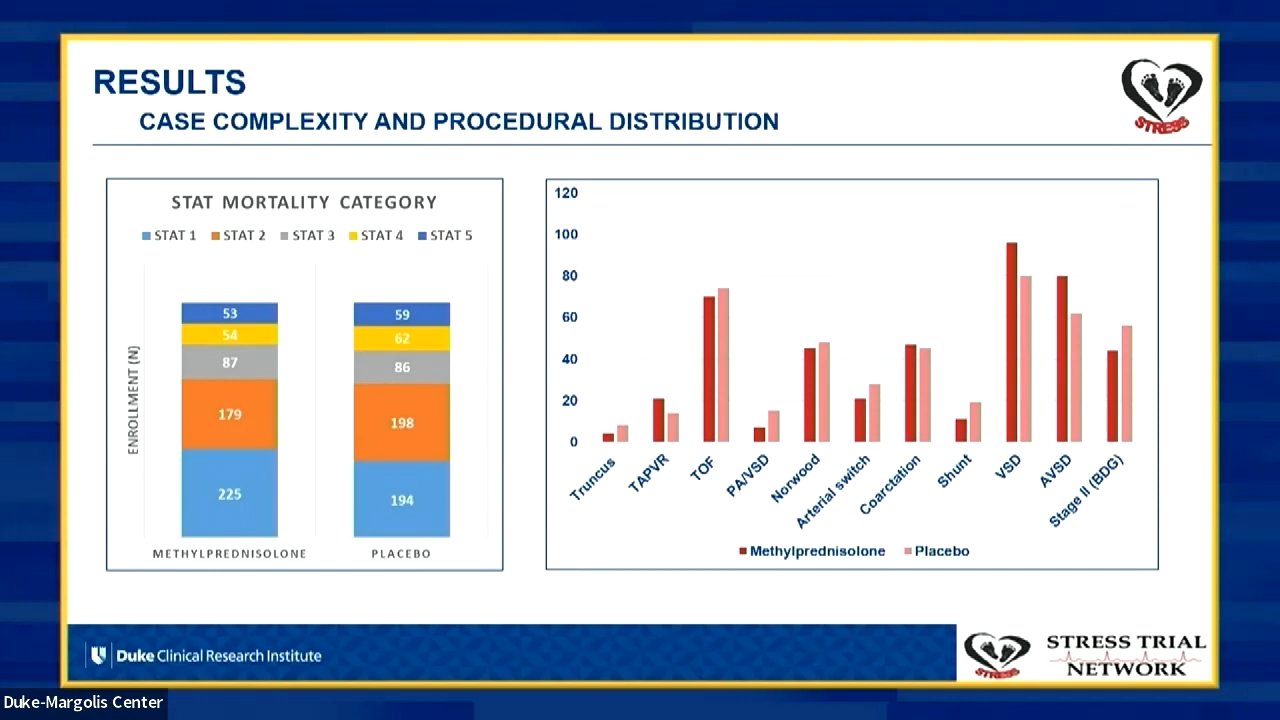 RESULTS
CASE COMPLEXITY AND PROCEDURAL DISTRIBUTION
STRESS
STAT MORTALITY CATEGORY
STAT 1 STAT 2 STAT 3 STAT 4 STAT 5
ENROLLMENT (N)
53
54
87
179
225
59
62
86
198
194
METHYLPREDNISOLONE PLACEBO
120
100
80
60
40
20
0
Truncus
TAPVR
TOF
PA/VSD
Norwood
Arterial switch
Coarctation
Shunt
VSD
AVSD
Stage II (BDG)
Methylprednisolone Placebo
Duke Clinical Research Institute
STRESS
STRESS TRIAL
NETWORK
Duke-Margolis Center